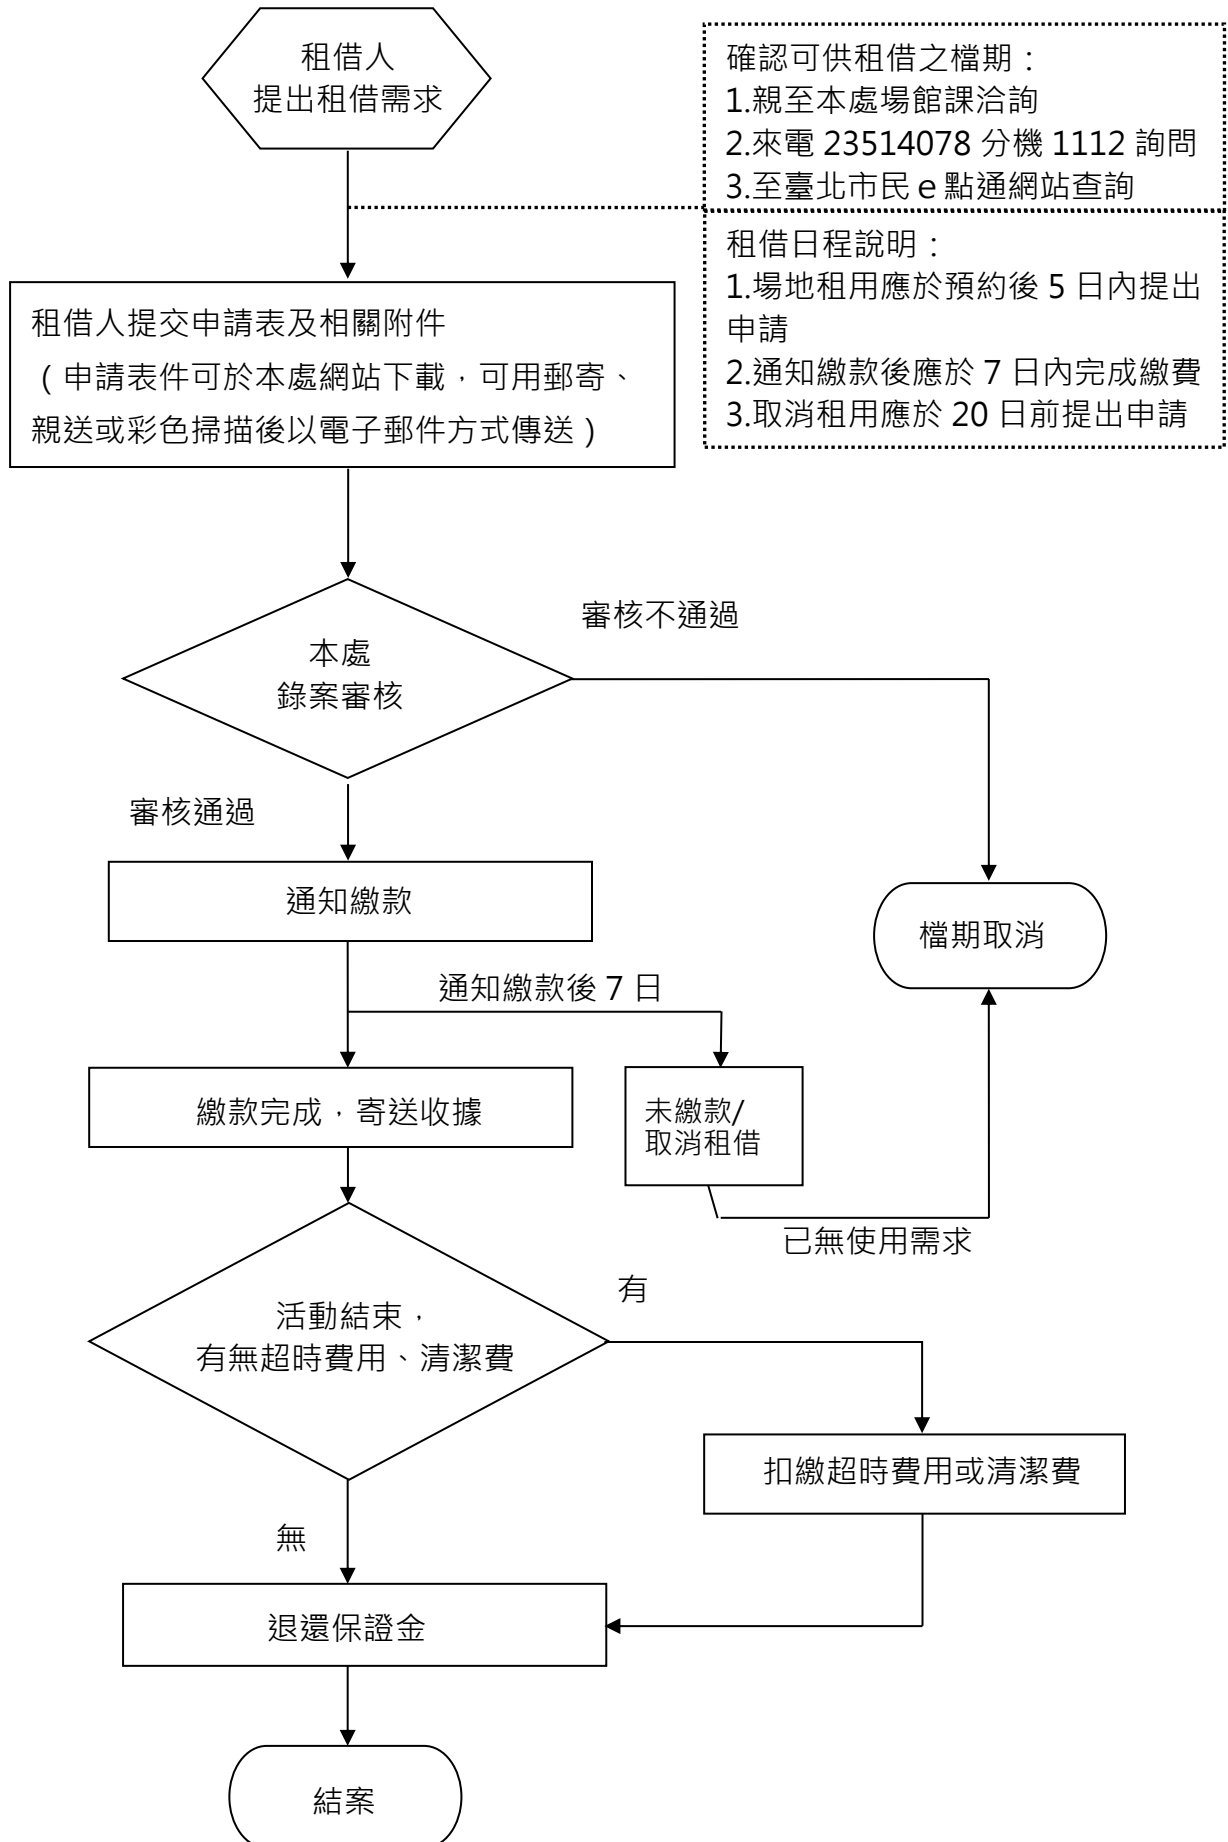 租借人
提出租借需求
確認可供租借之檔期：
1.親至本處場館課洽詢
2.來電 23514078 分機 1112 詢問
3.至臺北市民 e 點通網站查詢
租借日程說明：
1.場地租用應於預約後 5 日內提出
申請
2.通知繳款後應於 7 日內完成繳費
3.取消租用應於 20 日前提出申請
租借人提交申請表及相關附件
（申請表件可於本處網站下載，可用郵寄、
親送或彩色掃描後以電子郵件方式傳送）
審核不通過
本處
錄案審核
審核通過
通知繳款
檔期取消
通知繳款後 7 日
繳款完成，寄送收據
未繳款/
取消租借
已無使用需求
有
活動結束，
有無超時費用、清潔費
扣繳超時費用或清潔費
無
退還保證金
結案